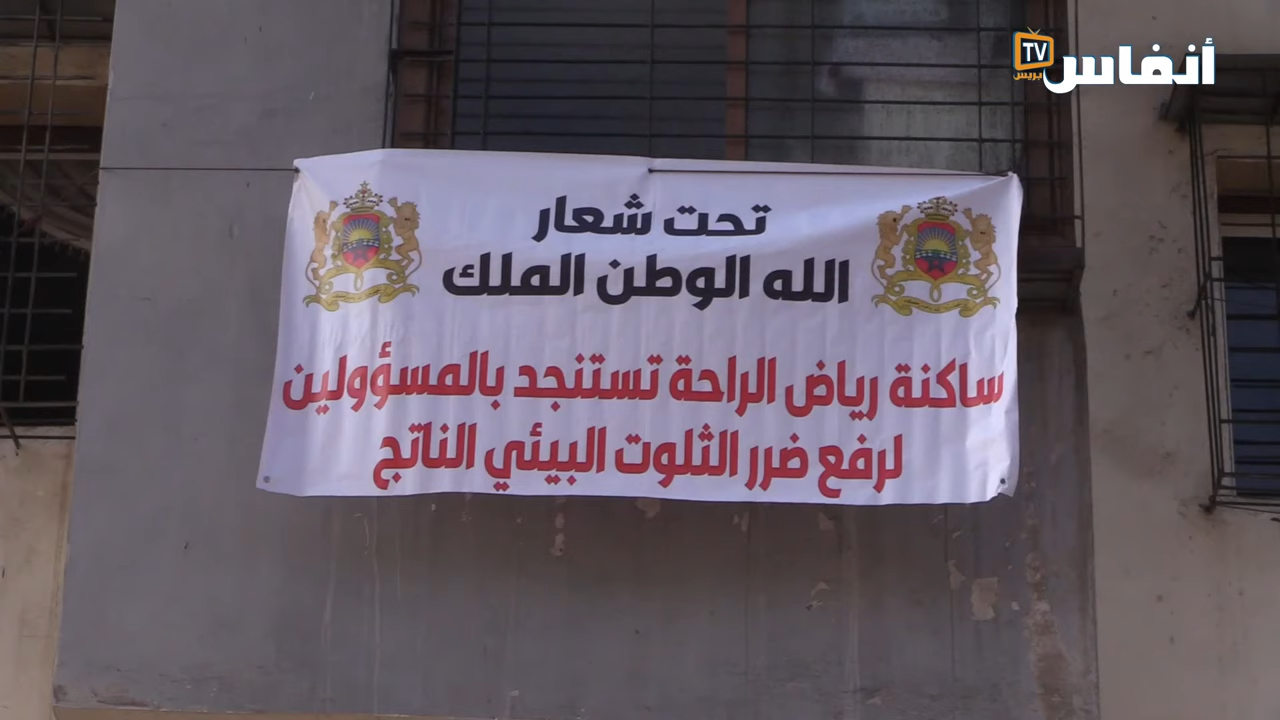 أنفاس
TV
بريس
تحت شعار
الله الوطن الملك
ساكنة رياض الراحة تستنجد بالمسؤولين
لرفع ضرر الثلوت البيئي الناتج